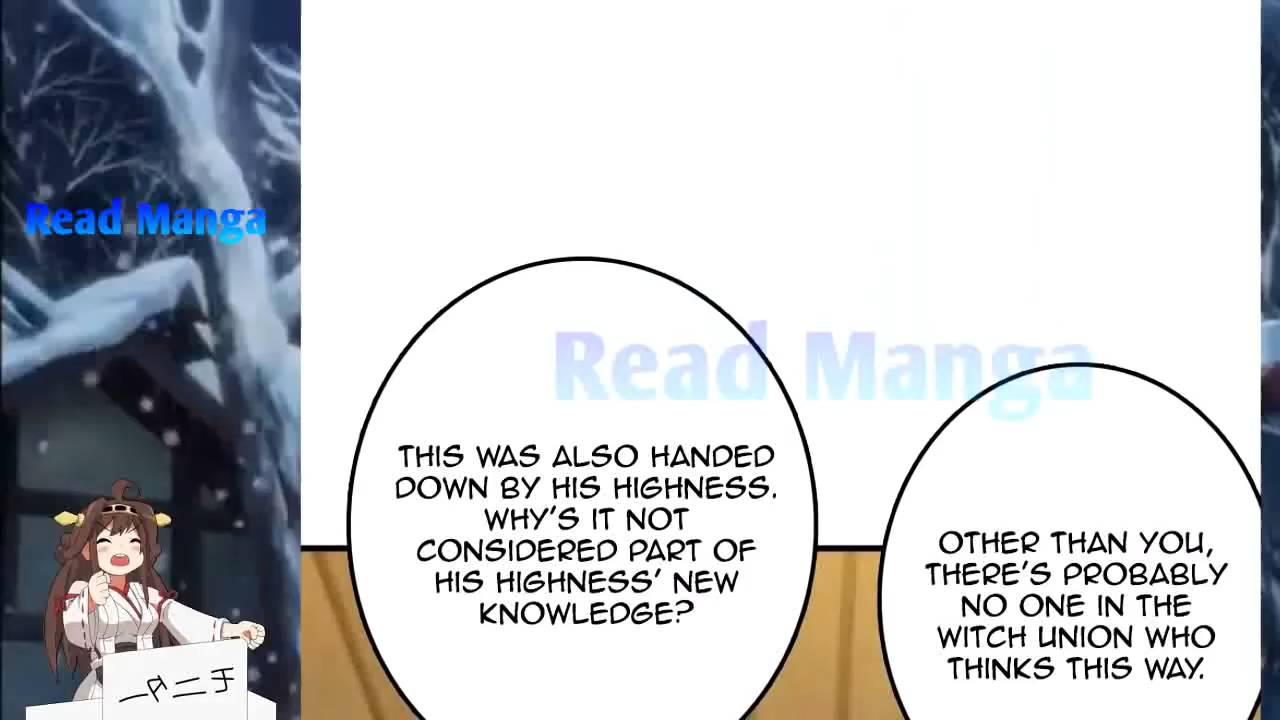 Read Manga
Read Manga
THIS WAS ALSO HANDED
DOWN BY HIS HIGHNESS.
WHY'S IT NOT
CONSIDERED PART OF
HIS HIGHNESS' NEW
KNOWLEDGE?
OTHER THAN YOU,
THERE'S PROBABLY
NO ONE IN THE
WITCH UNION WHO
THINKS THIS WAY.